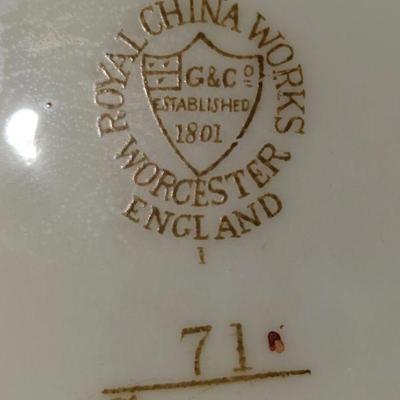 ROYAL CHINA WORKS
G&Cº
ESTABLISHED
1801
WORCESTER
ENGLAND
1
71